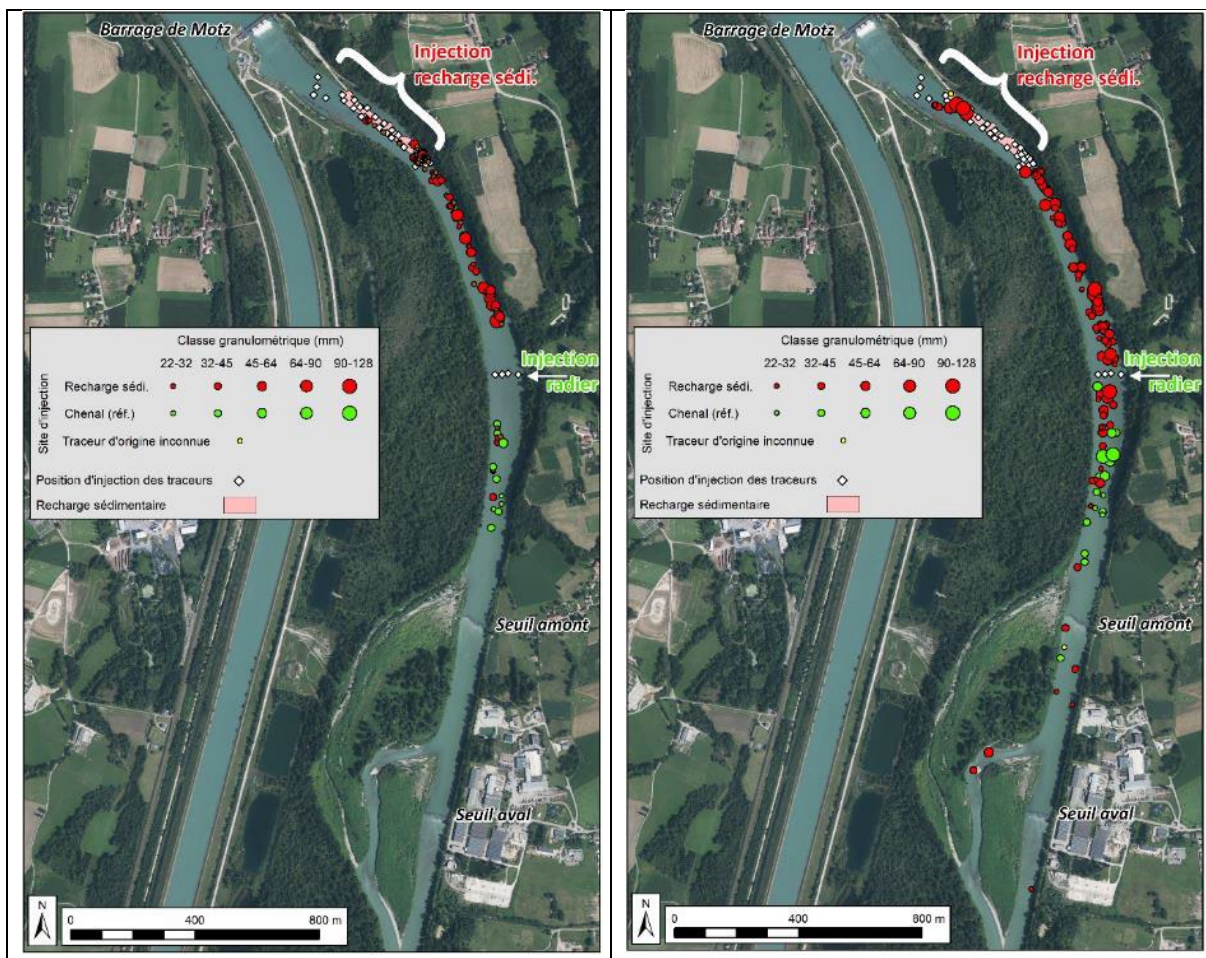 Barrage de Motz
Injection
recharge sédi.
Classe granulométrique (mm)
22-32 32-45 45-64 64-90 90-128
Site d'injection
Recharge sédi.
Chenal (réf.)
Traceur d'origine inconnue
Position d'injection des traceurs
Recharge sédimentaire
Injection
radier
Seuil amont
Seuil aval
N
0 400 800 m
Barrage de Motz
Injection
recharge sédi.
Classe granulométrique (mm)
22-32 32-45 45-64 64-90 90-128
Site d'injection
Recharge sédi.
Chenal (réf.)
Traceur d'origine inconnue
Position d'injection des traceurs
Recharge sédimentaire
Injection
radier
Seuil amont
Seuil aval
N
0 400 800 m